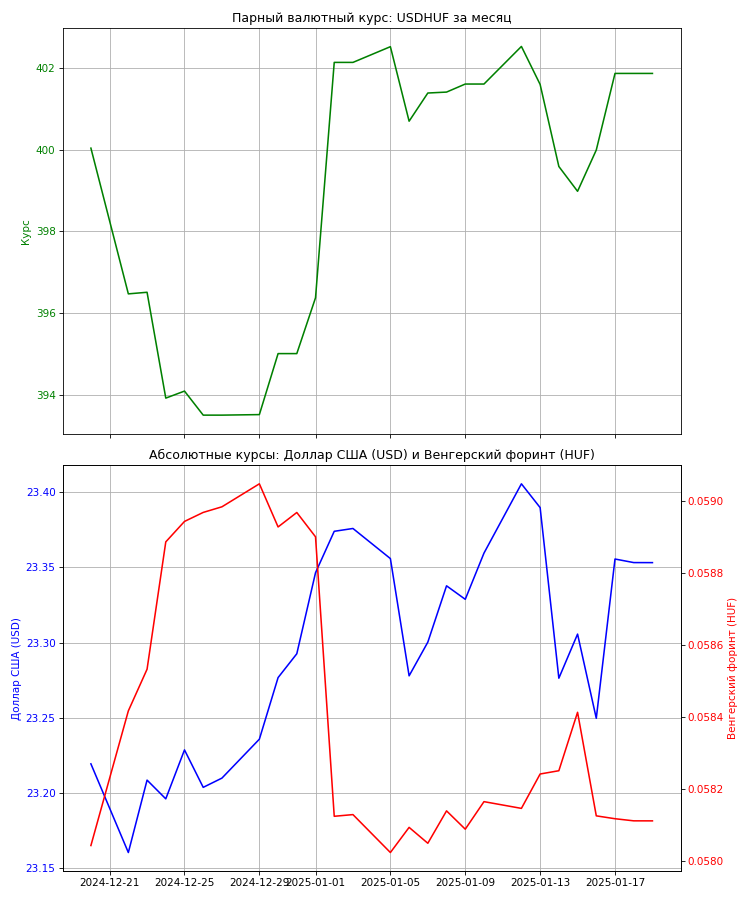 Парный валютный курс: USDHUF за месяц
402
400
398
396
394
Курс
Абсолютные курсы: Доллар США (USD) и Венгерский форинт (HUF)
23.40
23.35
23.30
23.25
23.20
23.15
Доллар США (USD)
0.0590
0.0588
0.0586
0.0584
0.0582
0.0580
Венгерский форинт (HUF)
2024-12-21 2024-12-25 2024-12-29 2025-01-01 2025-01-05 2025-01-09 2025-01-13 2025-01-17